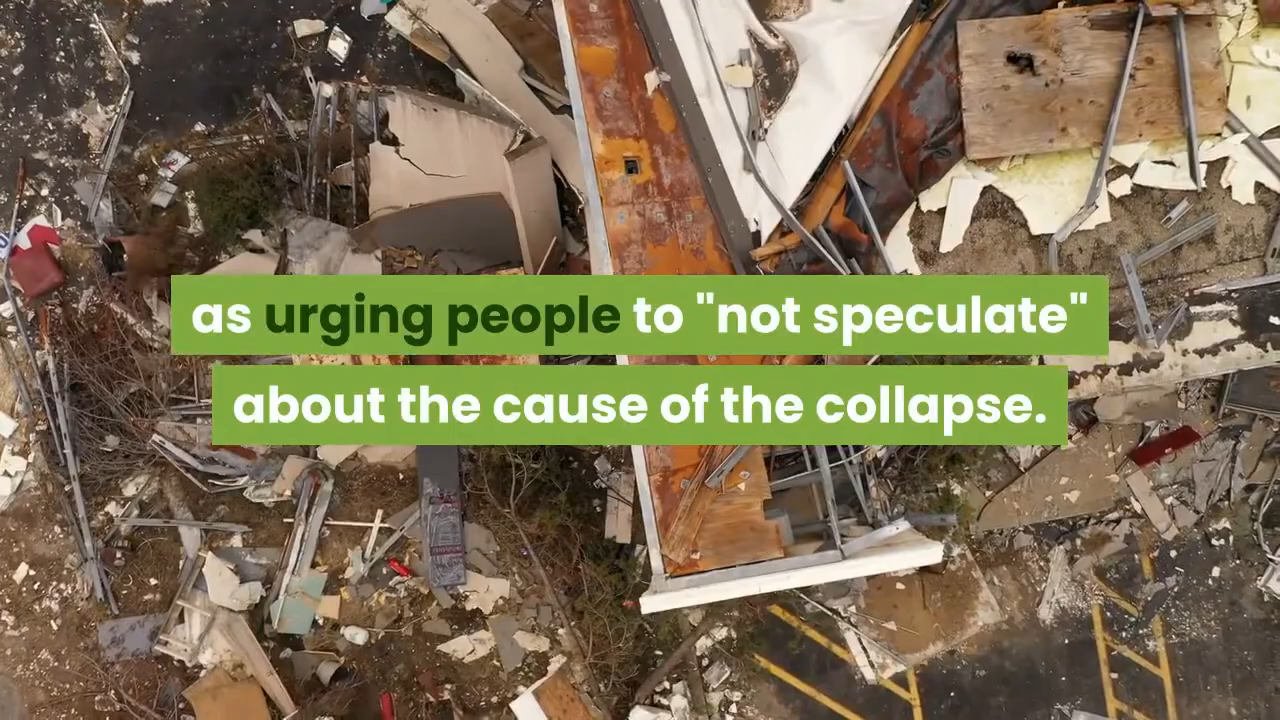 as urging people to "not speculate"
about the cause of the collapse.